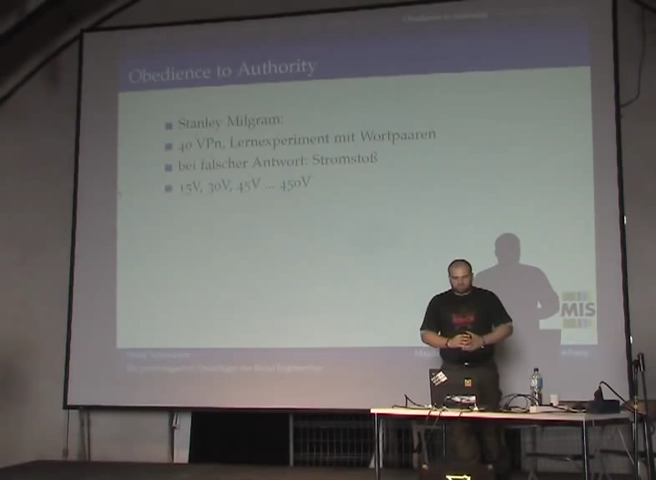 Obedience to Authority
Stanley Milgram:
40 VPn, Lernexperiment mit Wortpaaren
bei falscher Antwort: Stromstoß
15V, 30V, 45V ... 450V
MIS